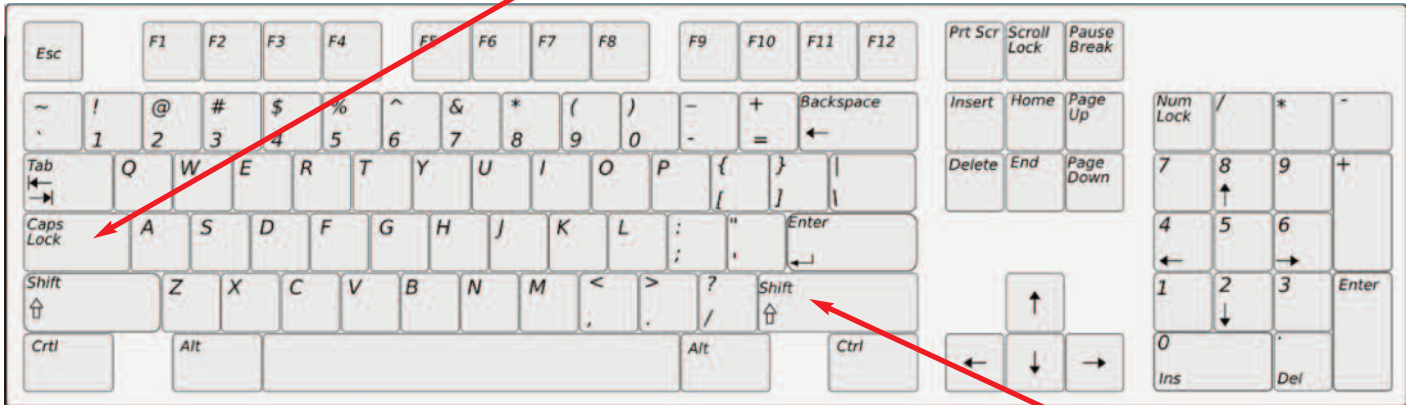 Esc F1 F2 F3 F4 F5 F6 F7 F8 F9 F10 F11 F12 Prt Scr Scroll Lock Pause Break
~ ! @ # $ % ^ & * ( ) _ + Backspace Insert Home Page Up Num Lock / * -
` 1 2 3 4 5 6 7 8 9 0 - = ←
Tab Q W E R T Y U I O P { } | Delete End Page Down 7 8 9 +
[ ] \ ↑
Caps Lock A S D F G H J K L : " Enter 4 5 6
; ' ← →
Shift Z X C V B N M < > ? Shift ↑ 1 2 3 Enter
⇧ , . / ⇧ ↓
Crtl Alt Alt Ctrl ← ↓ → 0 .
Ins Del